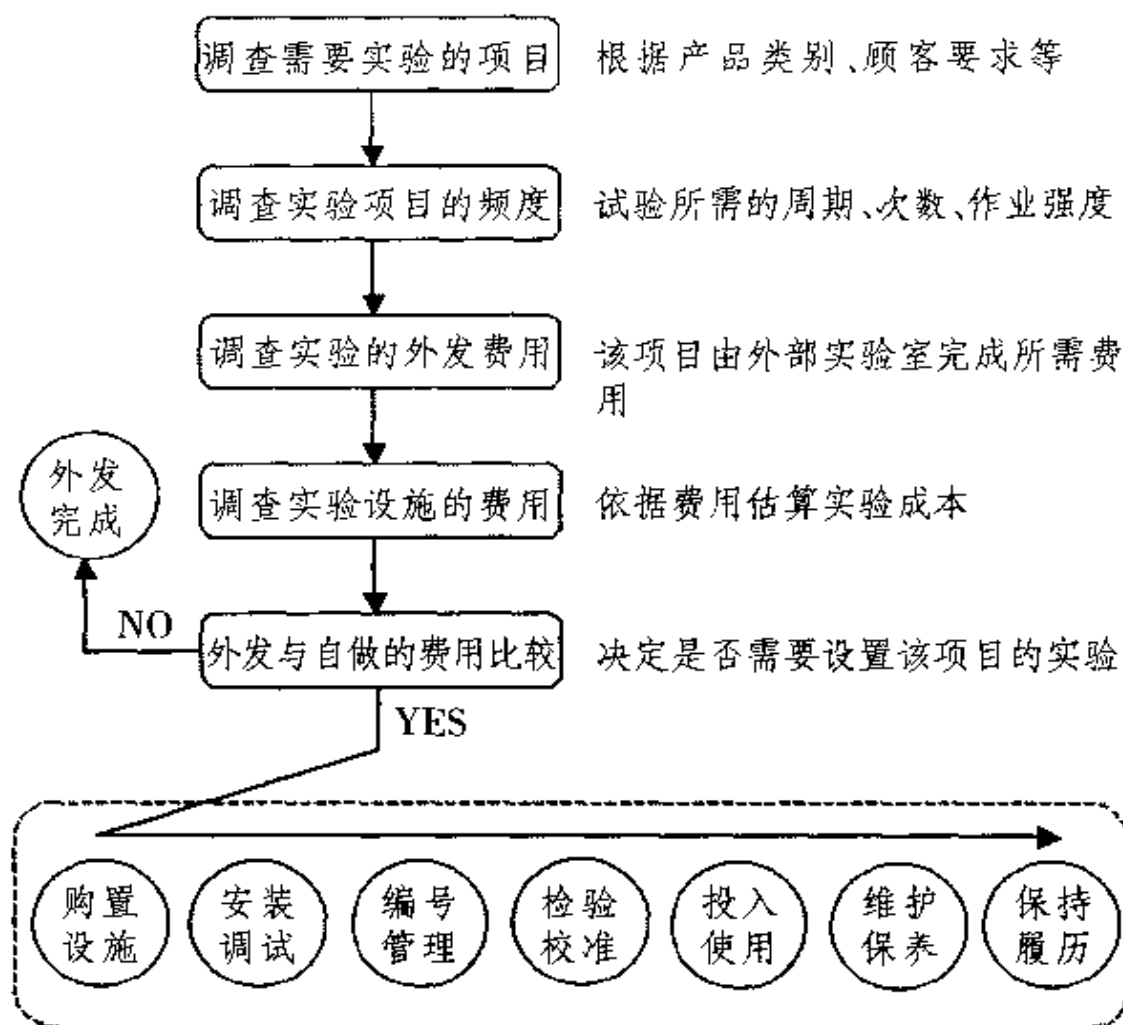 调查需要实验的项目
根据产品类别、顾客要求等
调查实验项目的频度
试验所需的周期、次数、作业强度
调查实验的外发费用
该项目由外部实验室完成所需费
用
外发
完成
调查实验设施的费用
依据费用估算实验成本
NO
外发与自做的费用比较
决定是否需要设置该项目的实验
YES
购置
设施
安装
调试
编号
管理
检验
校准
投入
使用
维护
保养
保持
履历